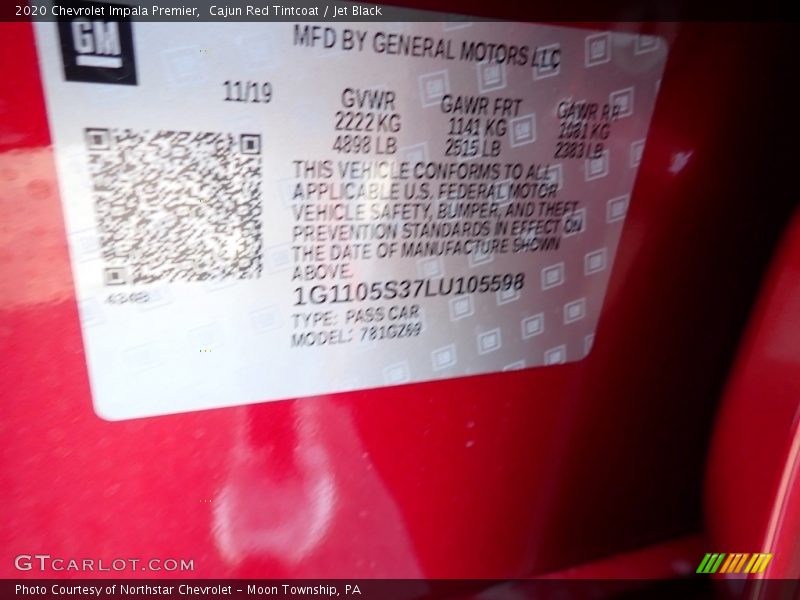 2020 Chevrolet Impala Premier,  Cajun Red Tintcoat / Jet Black
GM
MFD BY GENERAL MOTORS LLC
11/19
GVWR GAWR FRT GAWR RR
2222 KG 1141 KG 1081 KG
4898 LB 2515 LB 2383 LB
THIS VEHICLE CONFORMS TO ALL
APPLICABLE U.S. FEDERAL MOTOR
VEHICLE SAFETY, BUMPER, AND THEFT
PREVENTION STANDARDS IN EFFECT ON
THE DATE OF MANUFACTURE SHOWN
ABOVE.
1G1105S37LU105598
TYPE: PASS CAR
MODEL: 781GZ69
GTCARLOT.COM
Photo Courtesy of Northstar Chevrolet - Moon Township, PA